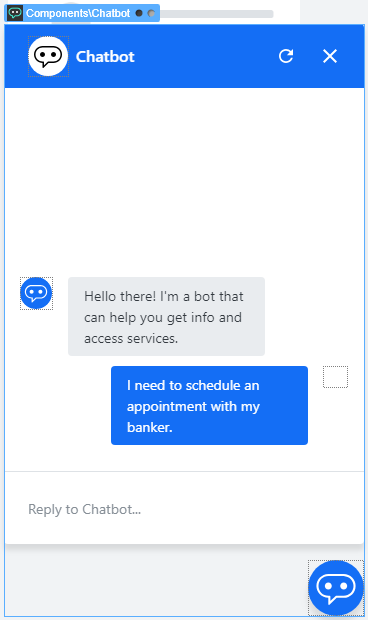 Components\Chatbot
Chatbot
Hello there! I'm a bot that
can help you get info and
access services.
I need to schedule an
appointment with my
banker.
Reply to Chatbot...